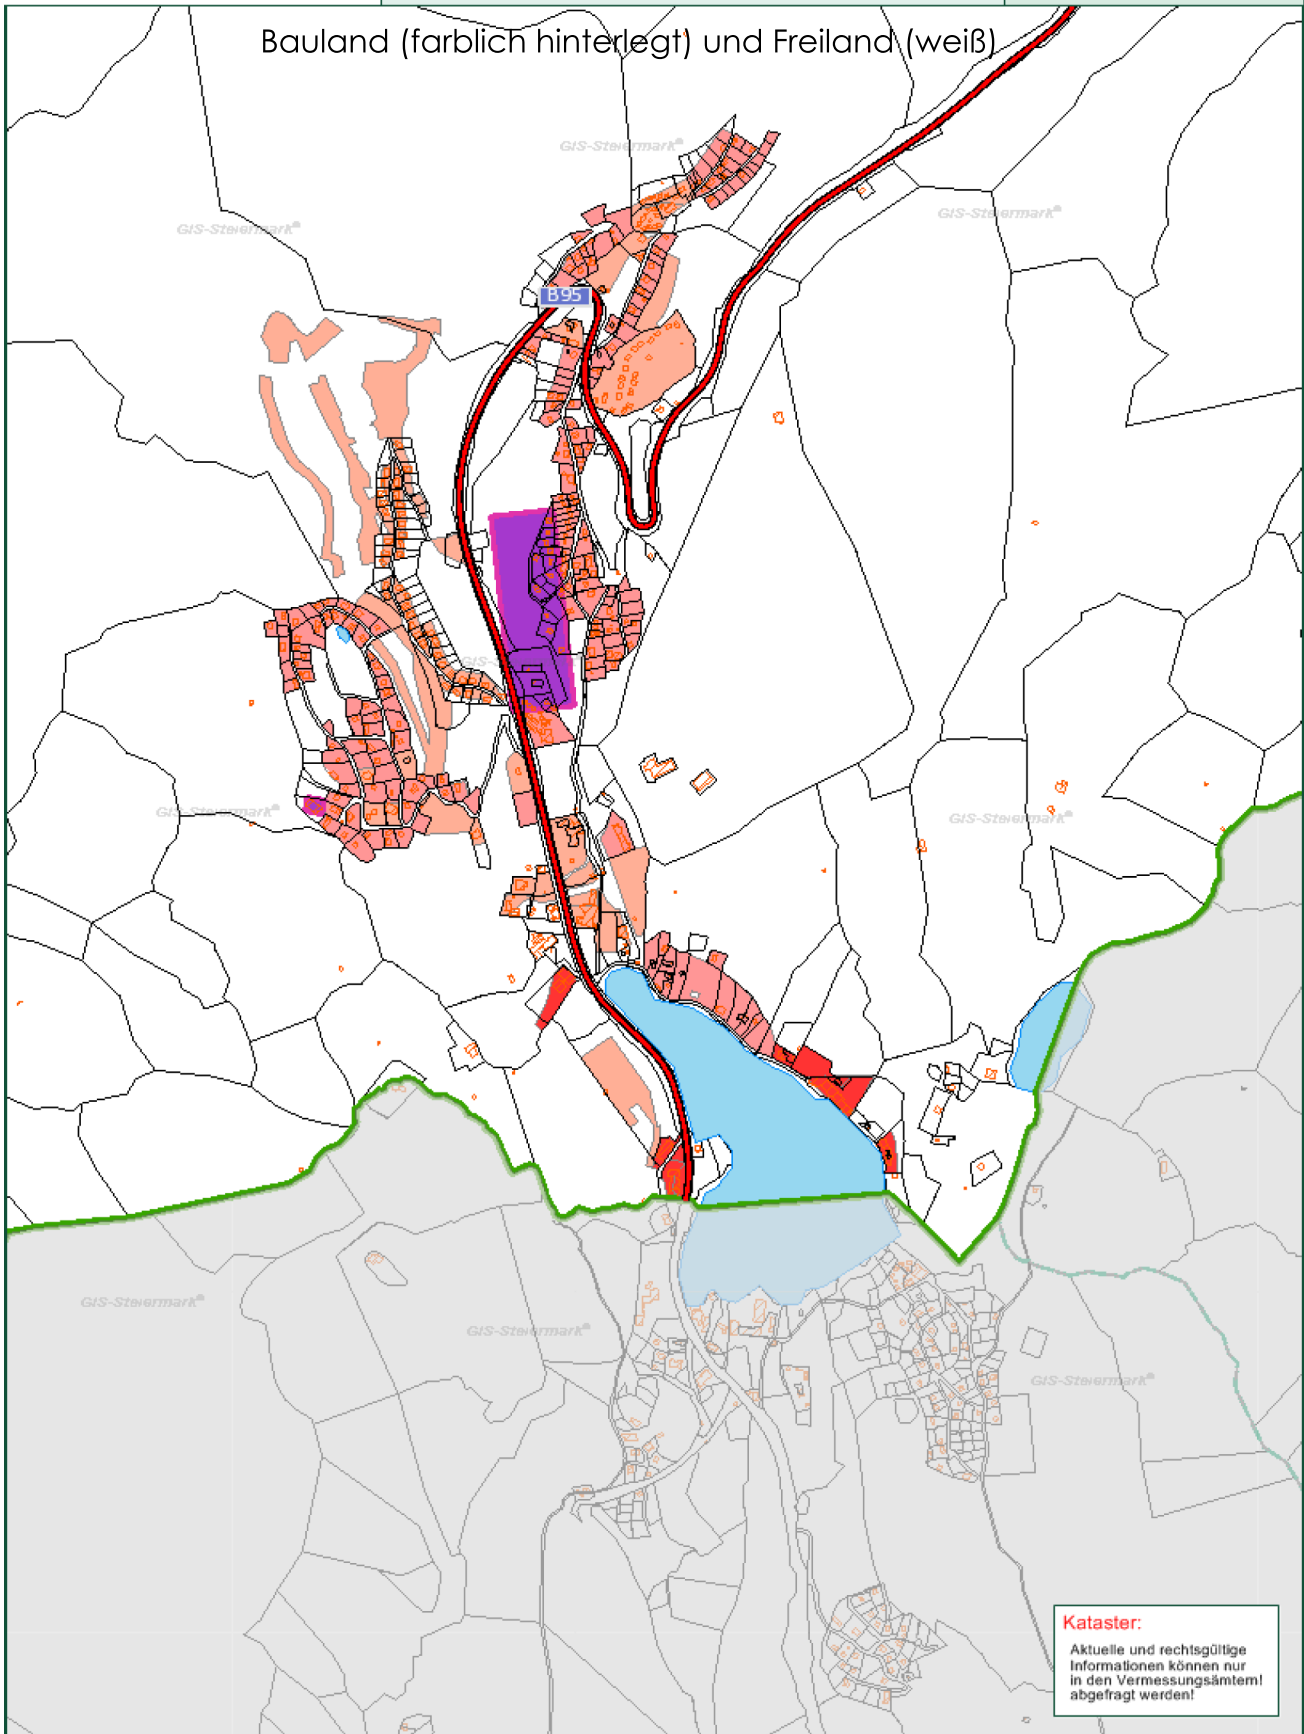 Bauland (farblich hinterlegt) und Freiland (weiß)
GIS-Steiermark®
GIS-Steiermark®
GIS-Steiermark®
B95
GIS-S
GIS-Steiermark®
GIS-Steiermark®
GIS-Steiermark®
GIS-Steiermark®
GIS-Steiermark®
Kataster:
Aktuelle und rechtsgültige
Informationen können nur
in den Vermessungsämtern!
abgefragt werden!